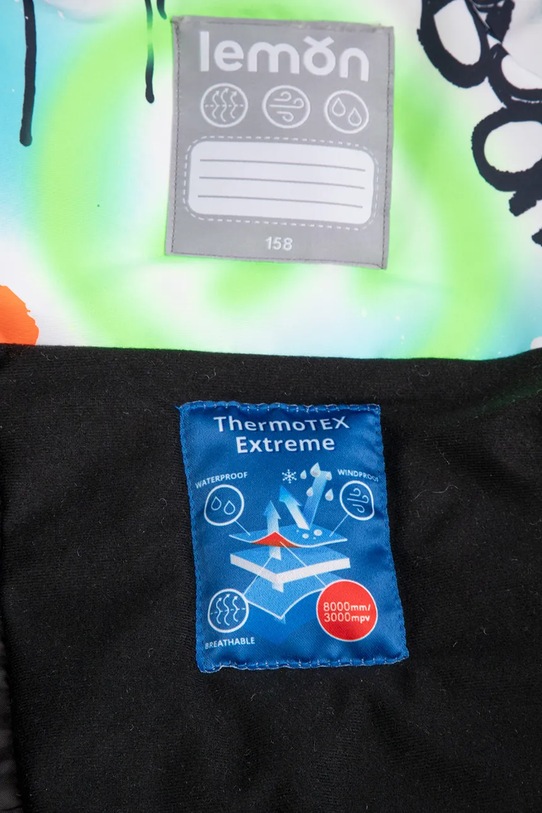 lemon
158
ThermoTEX
Extreme
WATERPROOF
WINDPROOF
8000mm/
3000mpv
BREATHABLE